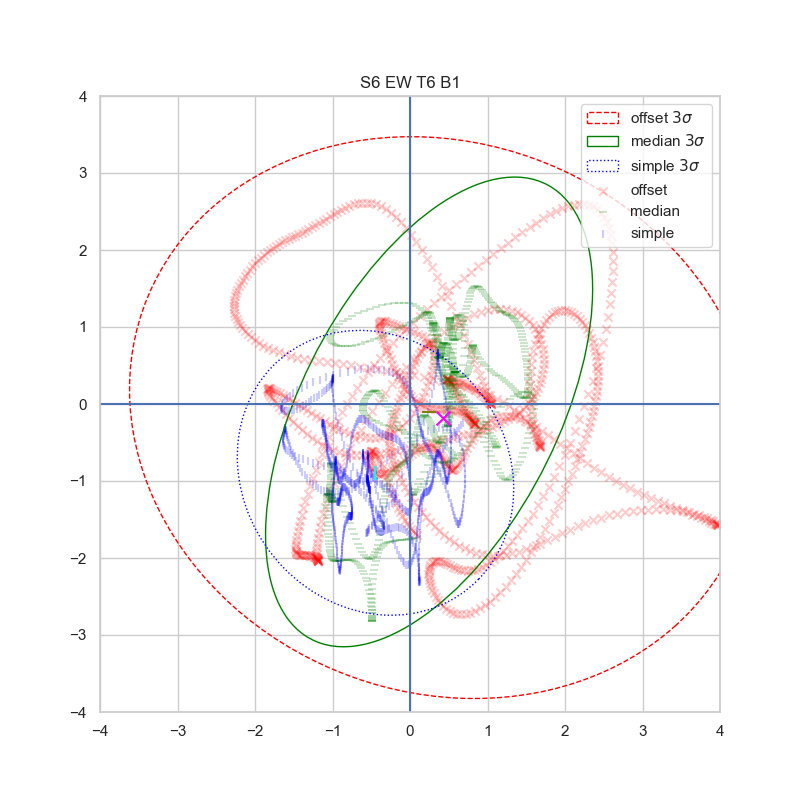 S6 EW T6 B1
offset 3σ
median 3σ
simple 3σ
offset
median
simple
4
3
2
1
0
−1
−2
−3
−4
−4 −3 −2 −1 0 1 2 3 4